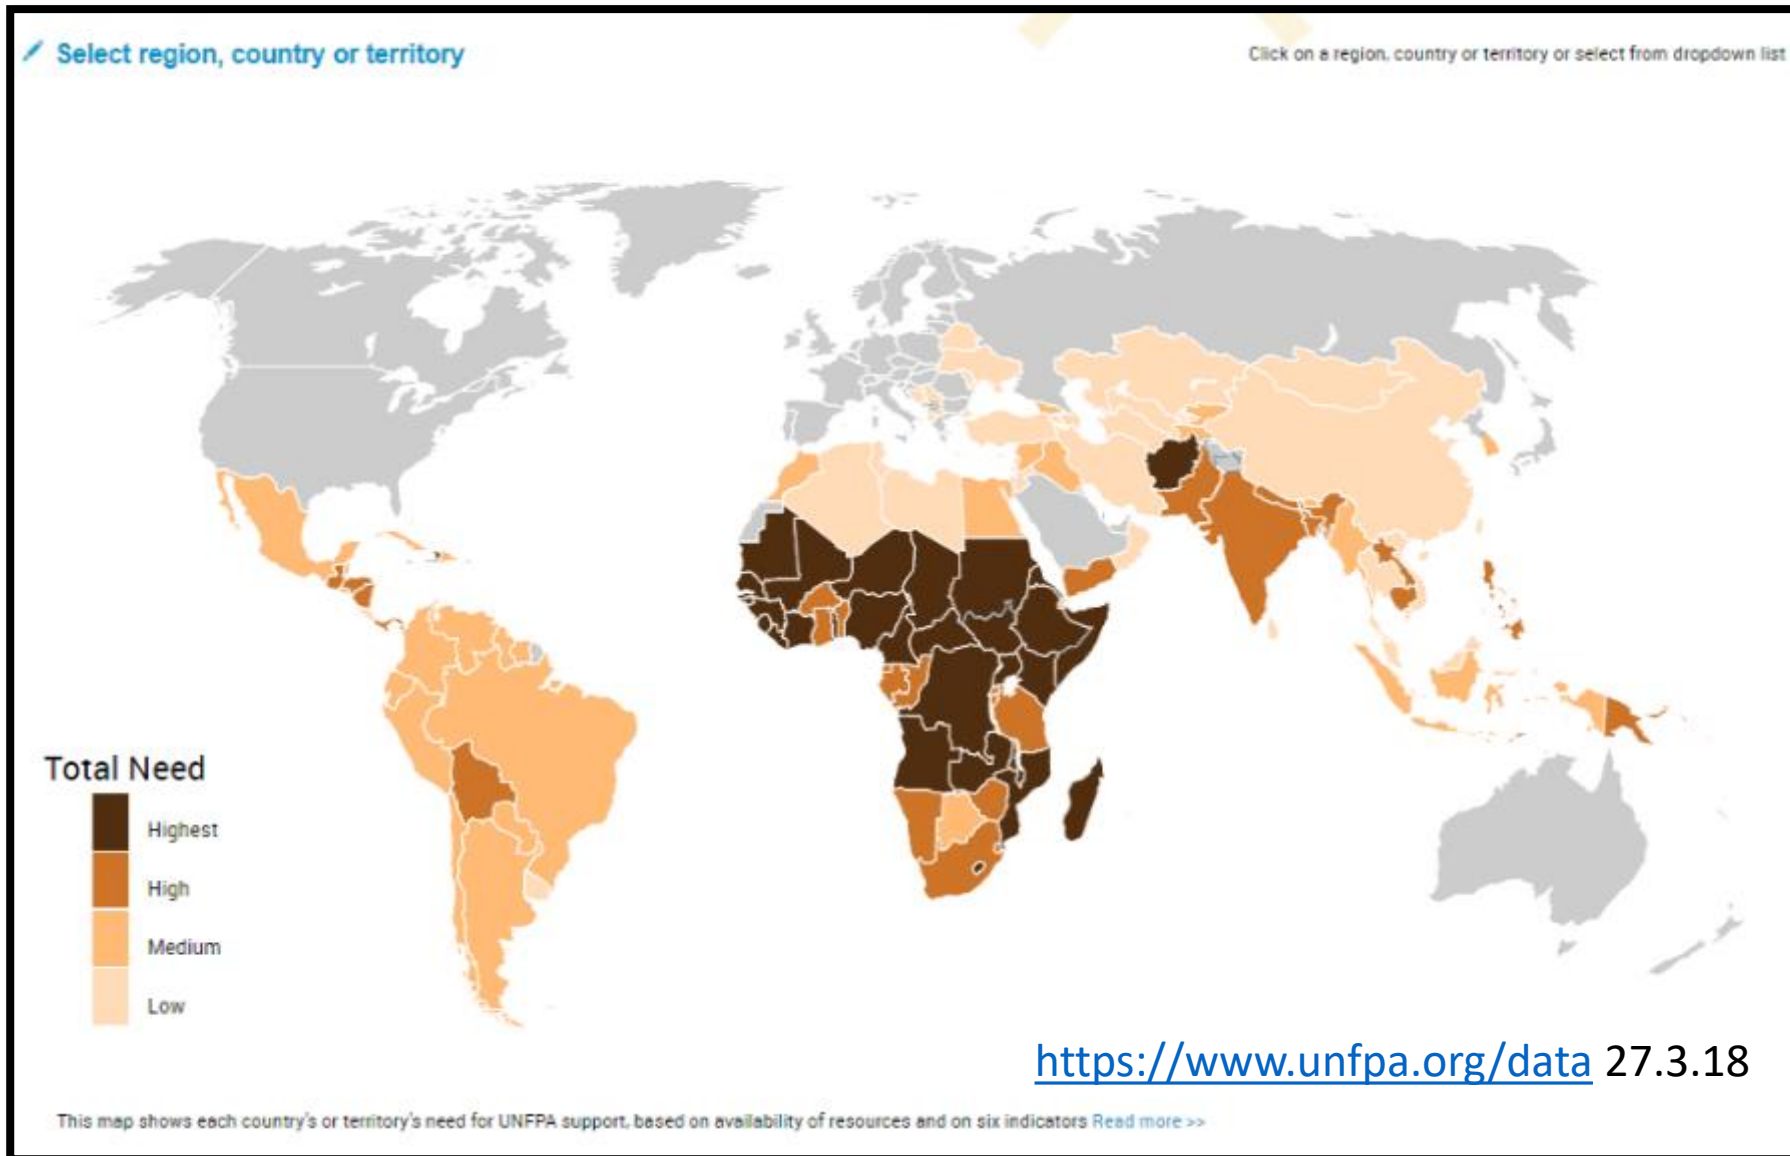 Select region, country or territory
Click on a region, country or territory or select from dropdown list
Total Need
Highest
High
Medium
Low
https://www.unfpa.org/data 27.3.18
This map shows each country's or territory's need for UNFPA support, based on availability of resources and on six indicators Read more >>